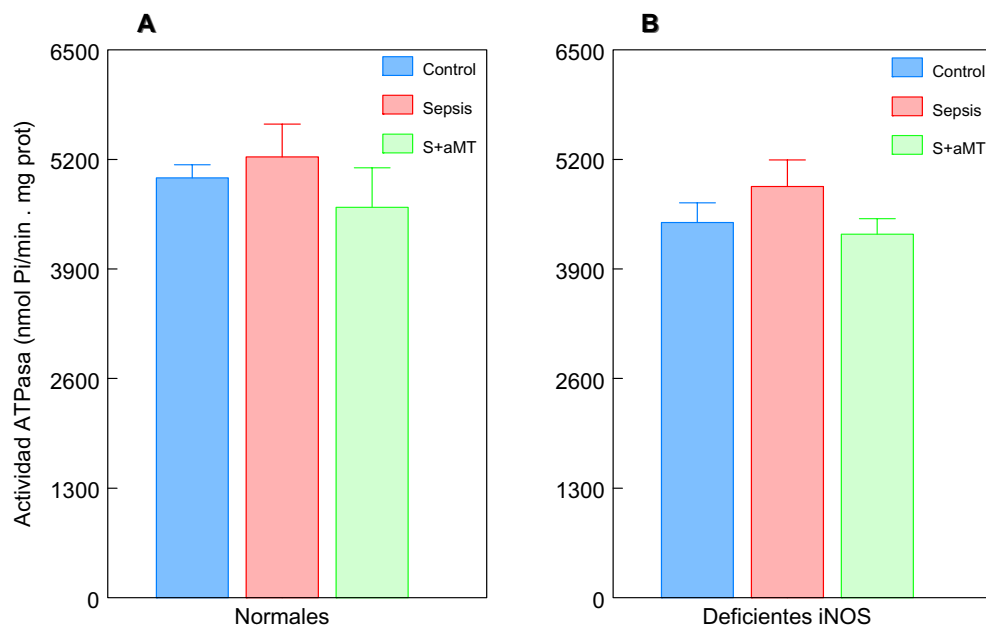 A
Actividad ATPasa (nmol Pi/min . mg prot)
6500
5200
3900
2600
1300
0
Control
Sepsis
S+aMT
Normales
B
6500
5200
3900
2600
1300
0
Control
Sepsis
S+aMT
Deficientes iNOS